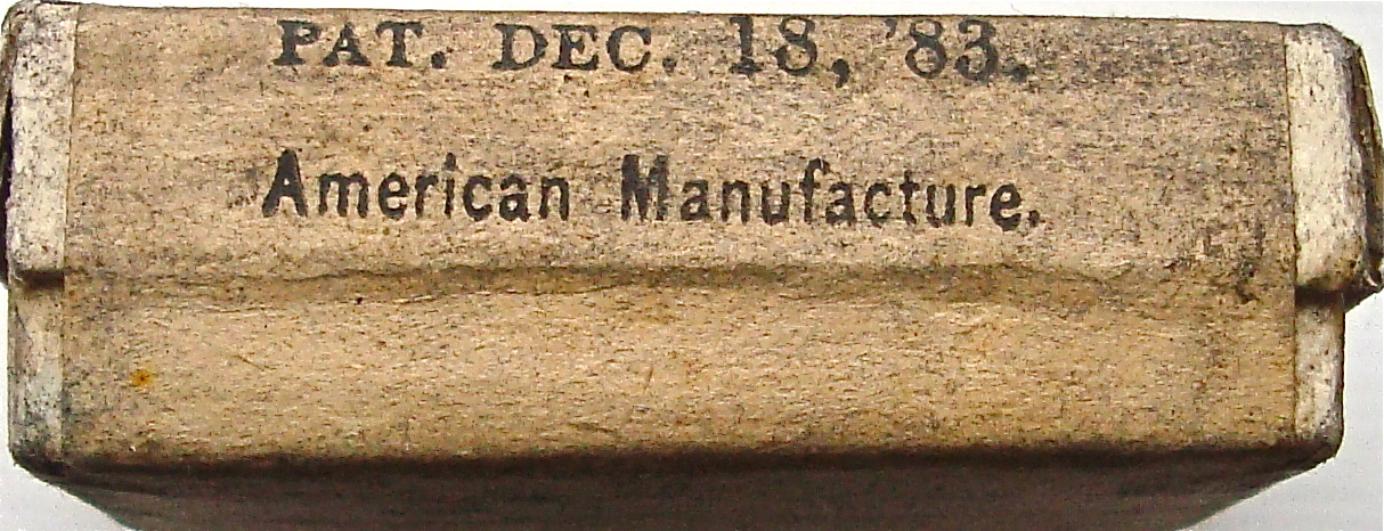 PAT. DEC. 18, '83.
American Manufacture.